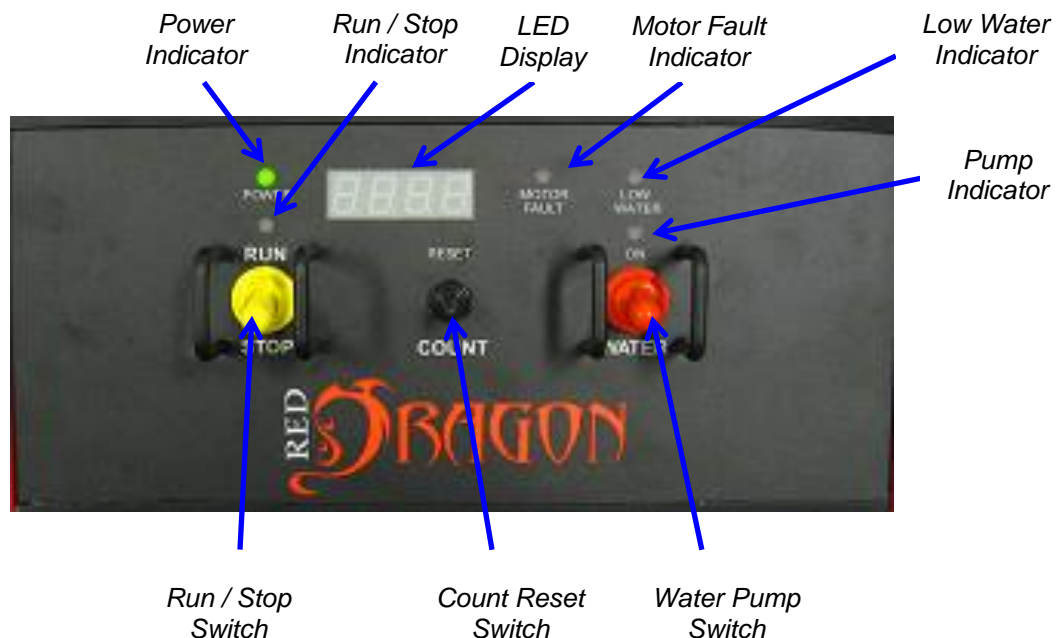 Power
Indicator
Run / Stop
Indicator
LED
Display
Motor Fault
Indicator
Low Water
Indicator
Pump
Indicator
POWER
MOTOR
FAULT
LOW
WATER
RUN
RESET
ON
STOP
COUNT
WATER
RED
DRAGON
Run / Stop
Switch
Count Reset
Switch
Water Pump
Switch